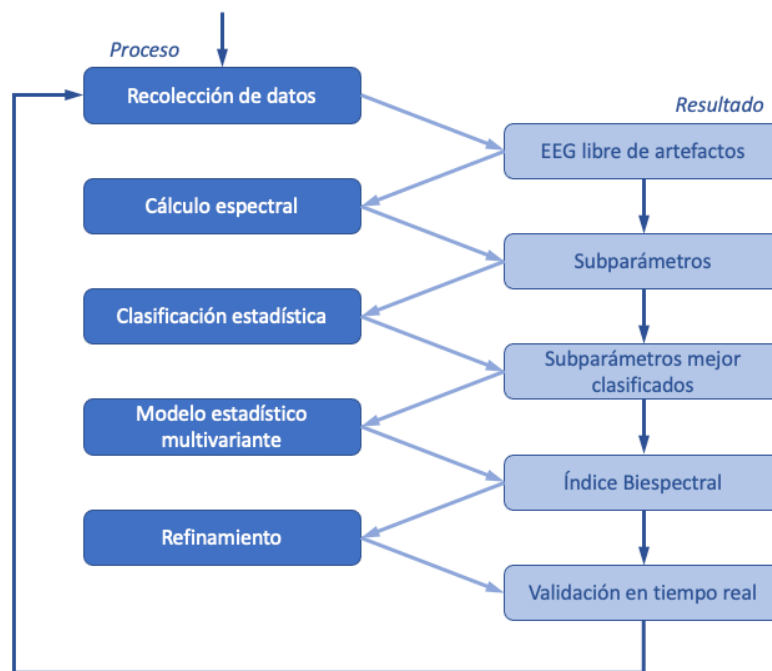 Proceso
Recolección de datos
Resultado
EEG libre de artefactos
Cálculo espectral
Subparámetros
Clasificación estadística
Subparámetros mejor
clasificados
Modelo estadístico
multivariante
Índice Biespectral
Refinamiento
Validación en tiempo real